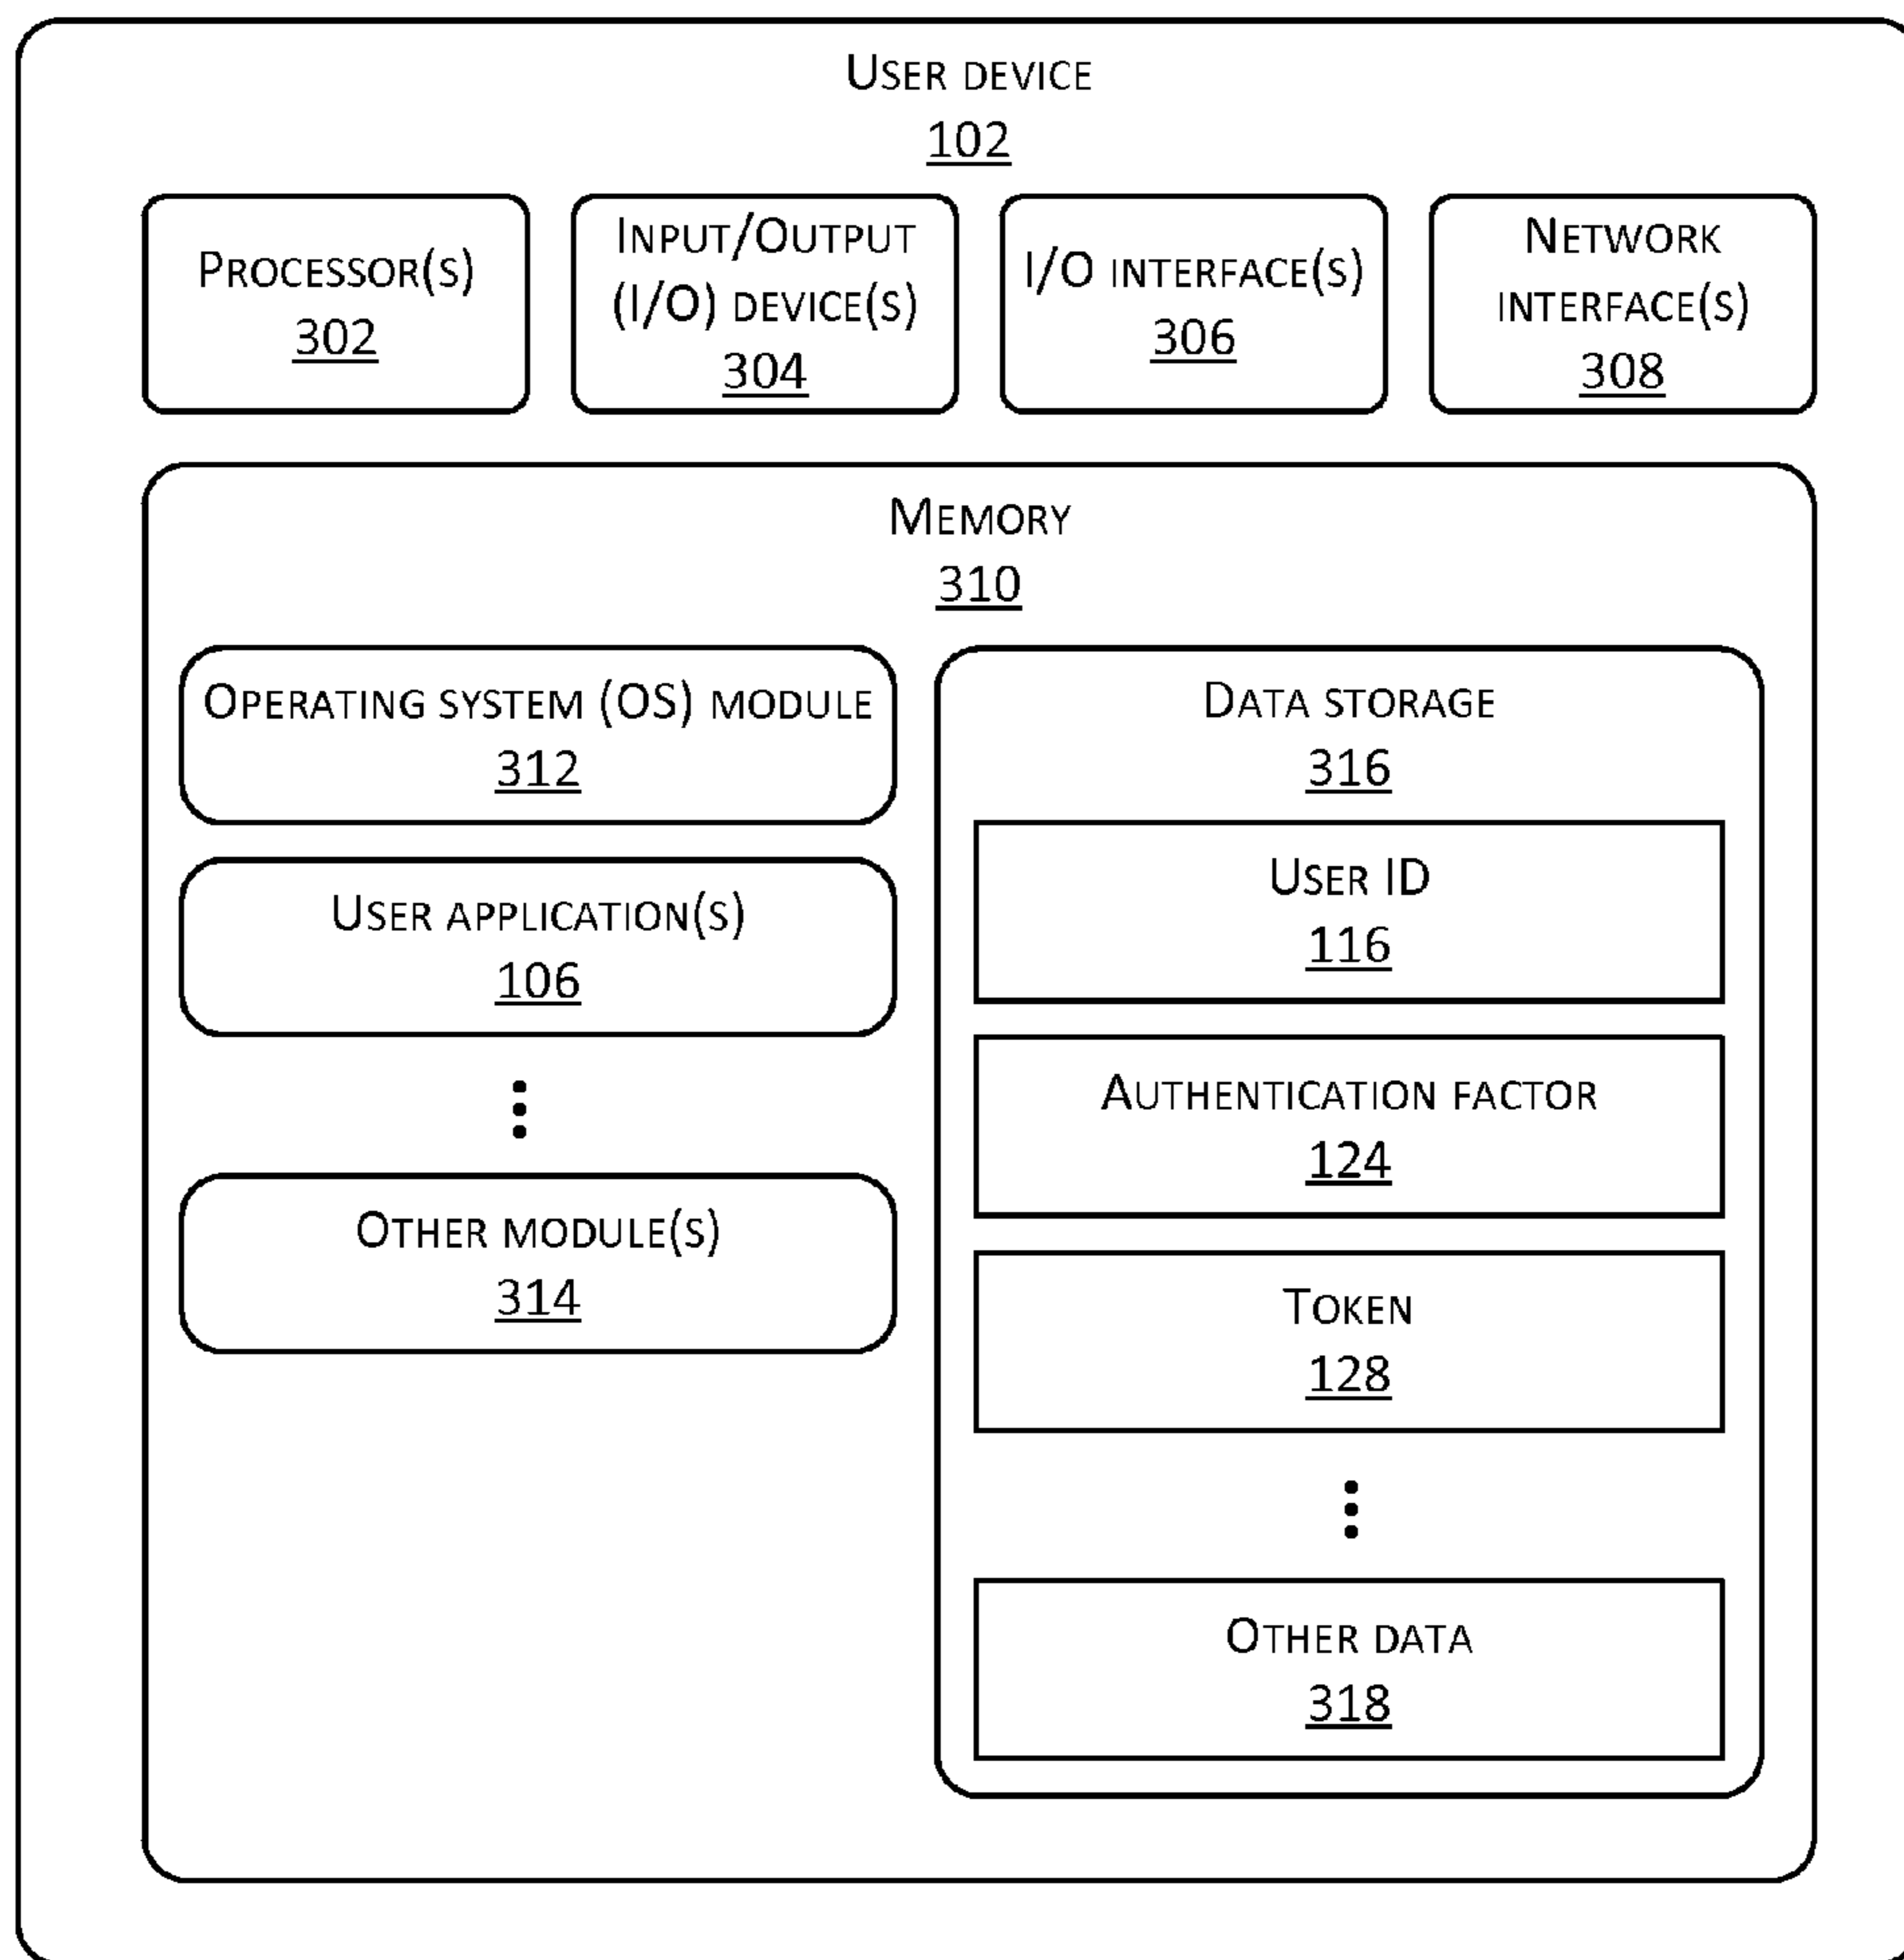 USER DEVICE
102
PROCESSOR(S)
302
INPUT/OUTPUT
(I/O) DEVICE(S)
304
I/O INTERFACE(S)
306
NETWORK
INTERFACE(S)
308
MEMORY
310
OPERATING SYSTEM (OS) MODULE
312
USER APPLICATION(S)
106
OTHER MODULE(S)
314
DATA STORAGE
316
USER ID
116
AUTHENTICATION FACTOR
124
TOKEN
128
OTHER DATA
318